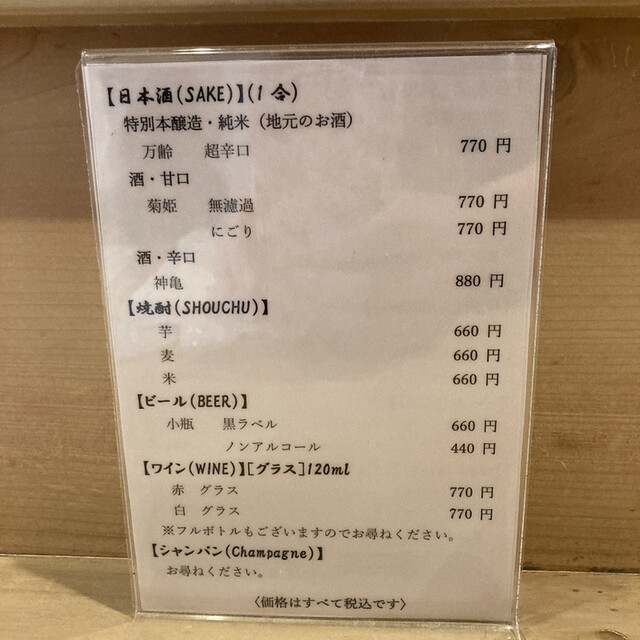 【日本酒(SAKE)】(1合)
特別本醸造・純米（地元のお酒）
万齢 超辛口 770 円
酒・甘口
菊姫 無濾過 770 円
にごり 770 円
酒・辛口
神亀 880 円
【焼酎(SHOUCHU)】
芋 660 円
麦 660 円
米 660 円
【ビール(BEER)】
小瓶 黒ラベル 660 円
ノンアルコール 440 円
【ワイン(WINE)】[グラス]120ml
赤 グラス 770 円
白 グラス 770 円
※フルボトルもございますのでお尋ねください。
【シャンパン(Champagne)】
お尋ねください。
〈価格はすべて税込です〉